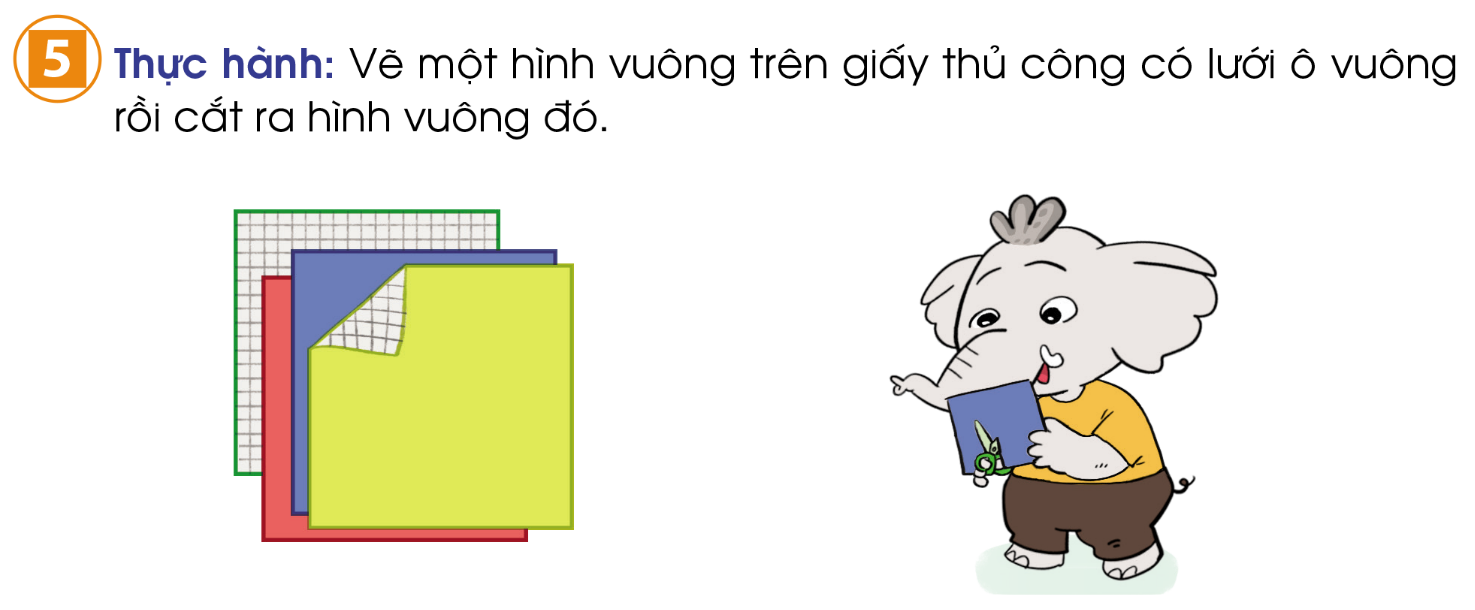 5 Thực hành: Vẽ một hình vuông trên giấy thủ công có lưới ô vuông
rồi cắt ra hình vuông đó.